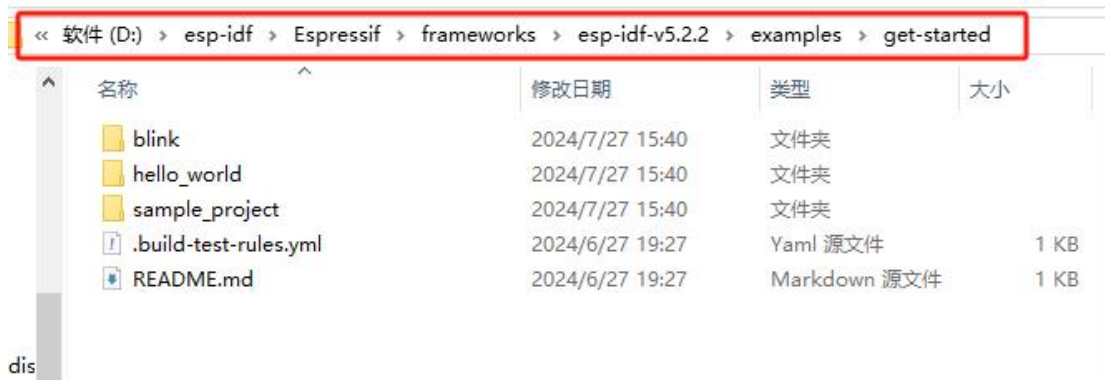 « 软件 (D:) › esp-idf › Espressif › frameworks › esp-idf-v5.2.2 › examples › get-started
名称 修改日期 类型 大小
blink 2024/7/27 15:40 文件夹
hello_world 2024/7/27 15:40 文件夹
sample_project 2024/7/27 15:40 文件夹
.build-test-rules.yml 2024/6/27 19:27 Yaml 源文件 1 KB
README.md 2024/6/27 19:27 Markdown 源文件 1 KB
dis